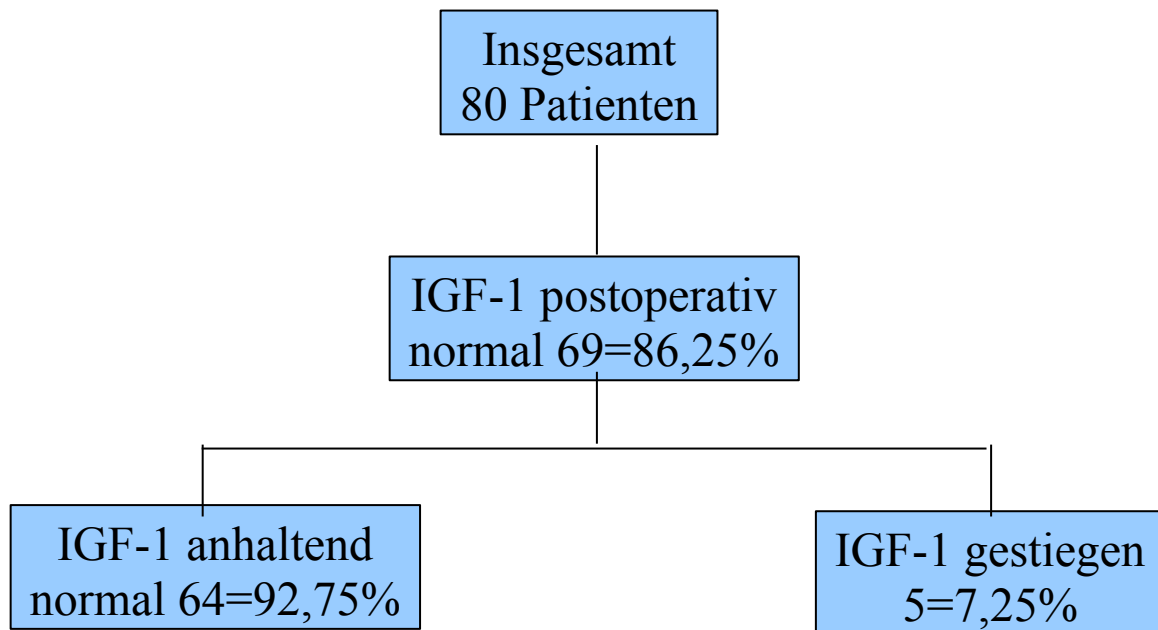 Insgesamt
80 Patienten
IGF-1 postoperativ
normal 69=86,25%
IGF-1 anhaltend
normal 64=92,75%
IGF-1 gestiegen
5=7,25%